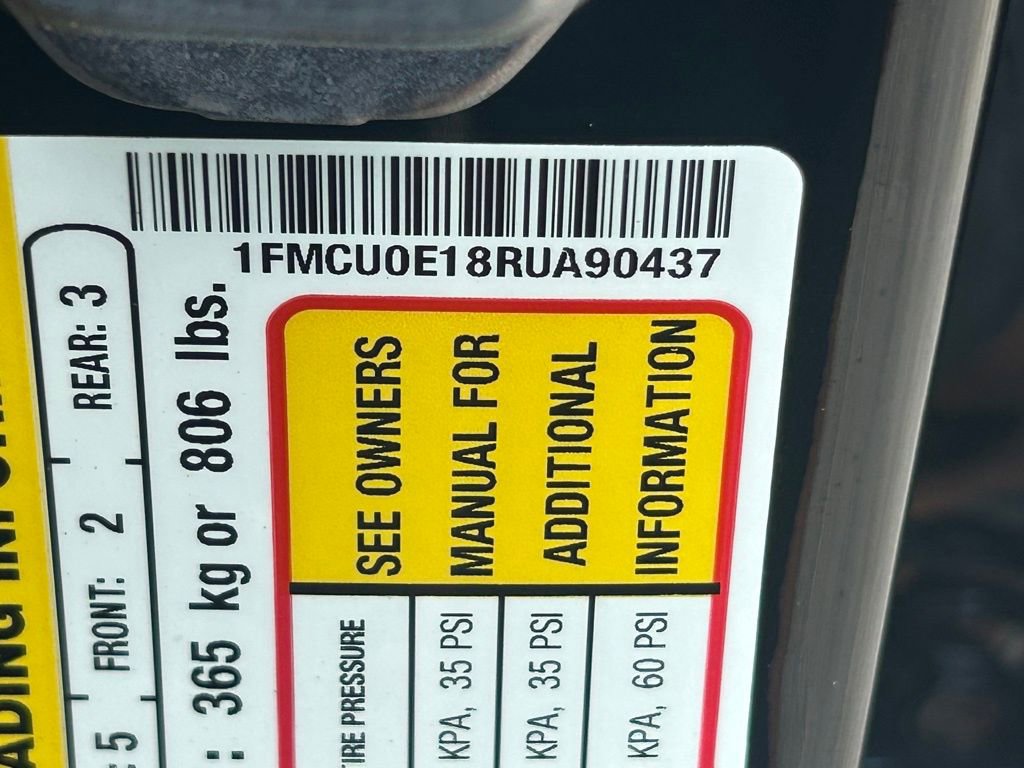 1FMCU0E18RUA90437
REAR: 3
FRONT: 2
5
: 365 kg or 806 lbs.
SEE OWNERS
MANUAL FOR
ADDITIONAL
INFORMATION
TIRE PRESSURE
KPA, 35 PSI
KPA, 35 PSI
KPA, 60 PSI